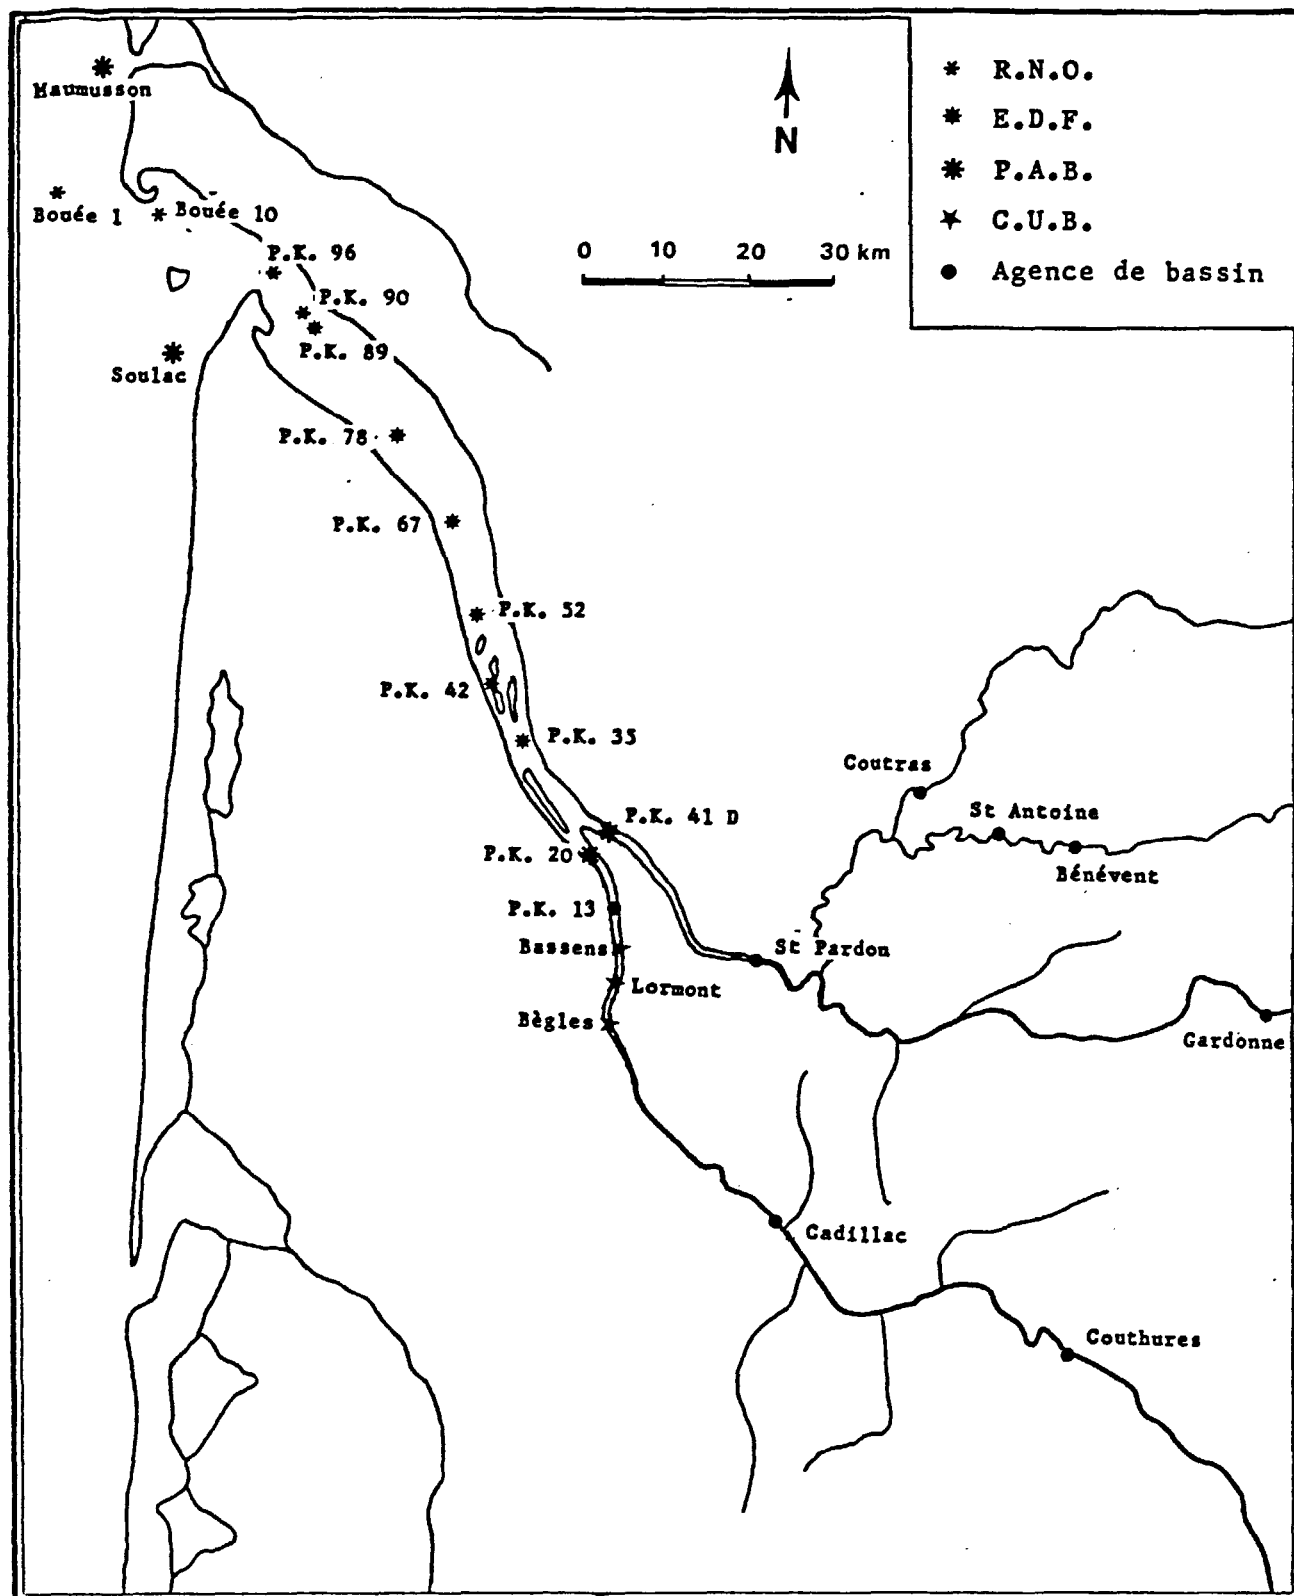 R.N.O.
E.D.F.
P.A.B.
C.U.B.
Agence de bassin
N
0 10 20 30 km
Maumusson
Bouée 1
Bouée 10
P.K. 96
P.K. 90
P.K. 89
Soulac
P.K. 78
P.K. 67
P.K. 52
P.K. 42
P.K. 35
Coutras
P.K. 41 D
St Antoine
P.K. 20
Bénévent
P.K. 13
Bassens
St Pardon
Lormont
Bègles
Gardonne
Cadillac
Couthures